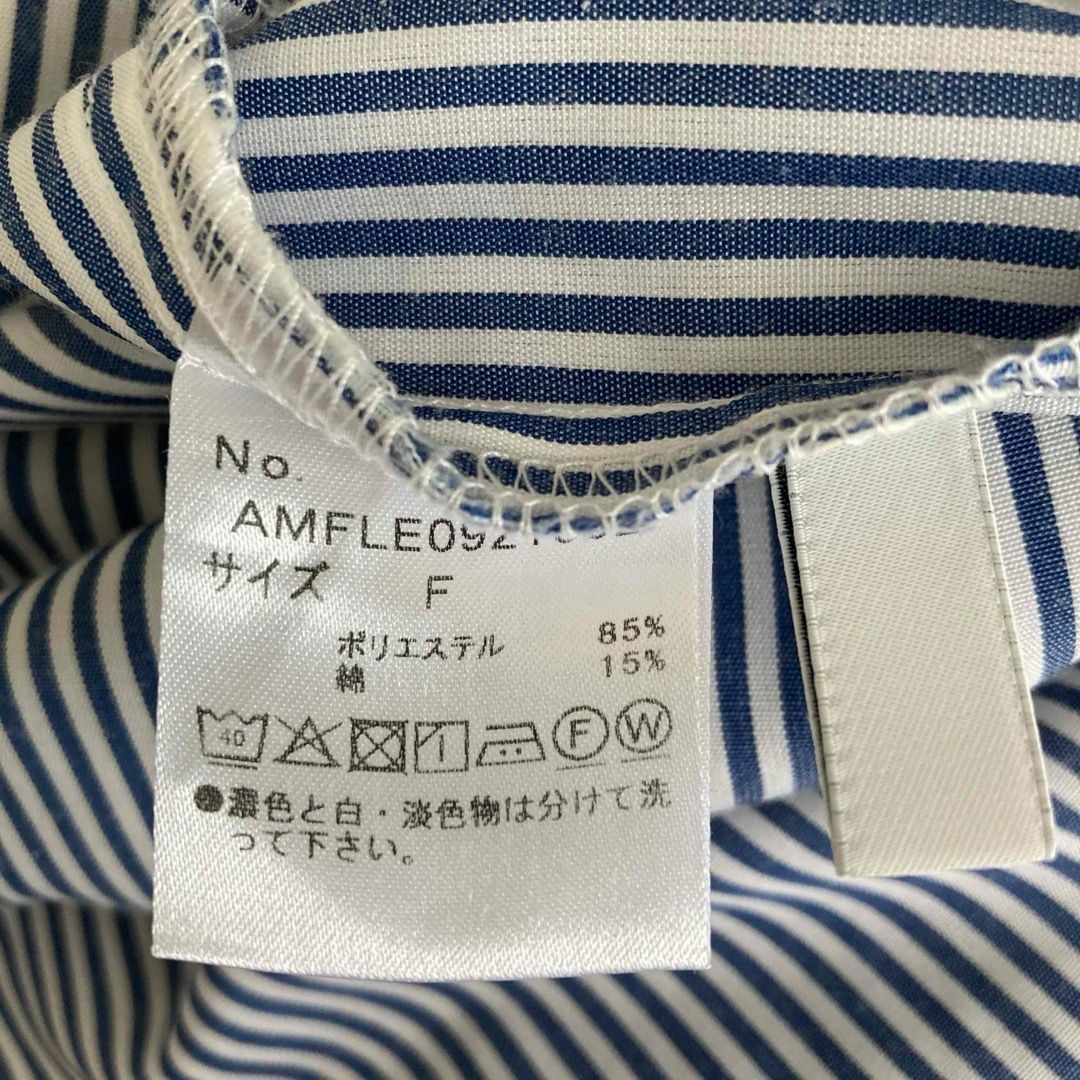 No.
サイズ F
ポリエステル 85%
綿 15%
40
F W
●濃色と白・淡色物は分けて洗
って下さい。